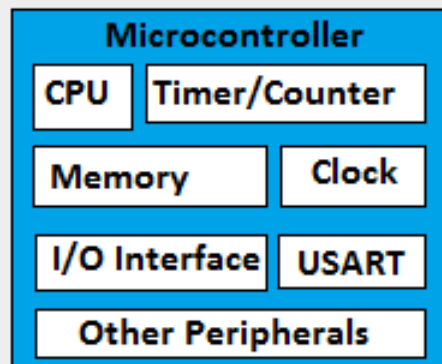 Microcontroller
CPU
Timer/Counter
Memory
Clock
I/O Interface
USART
Other Peripherals